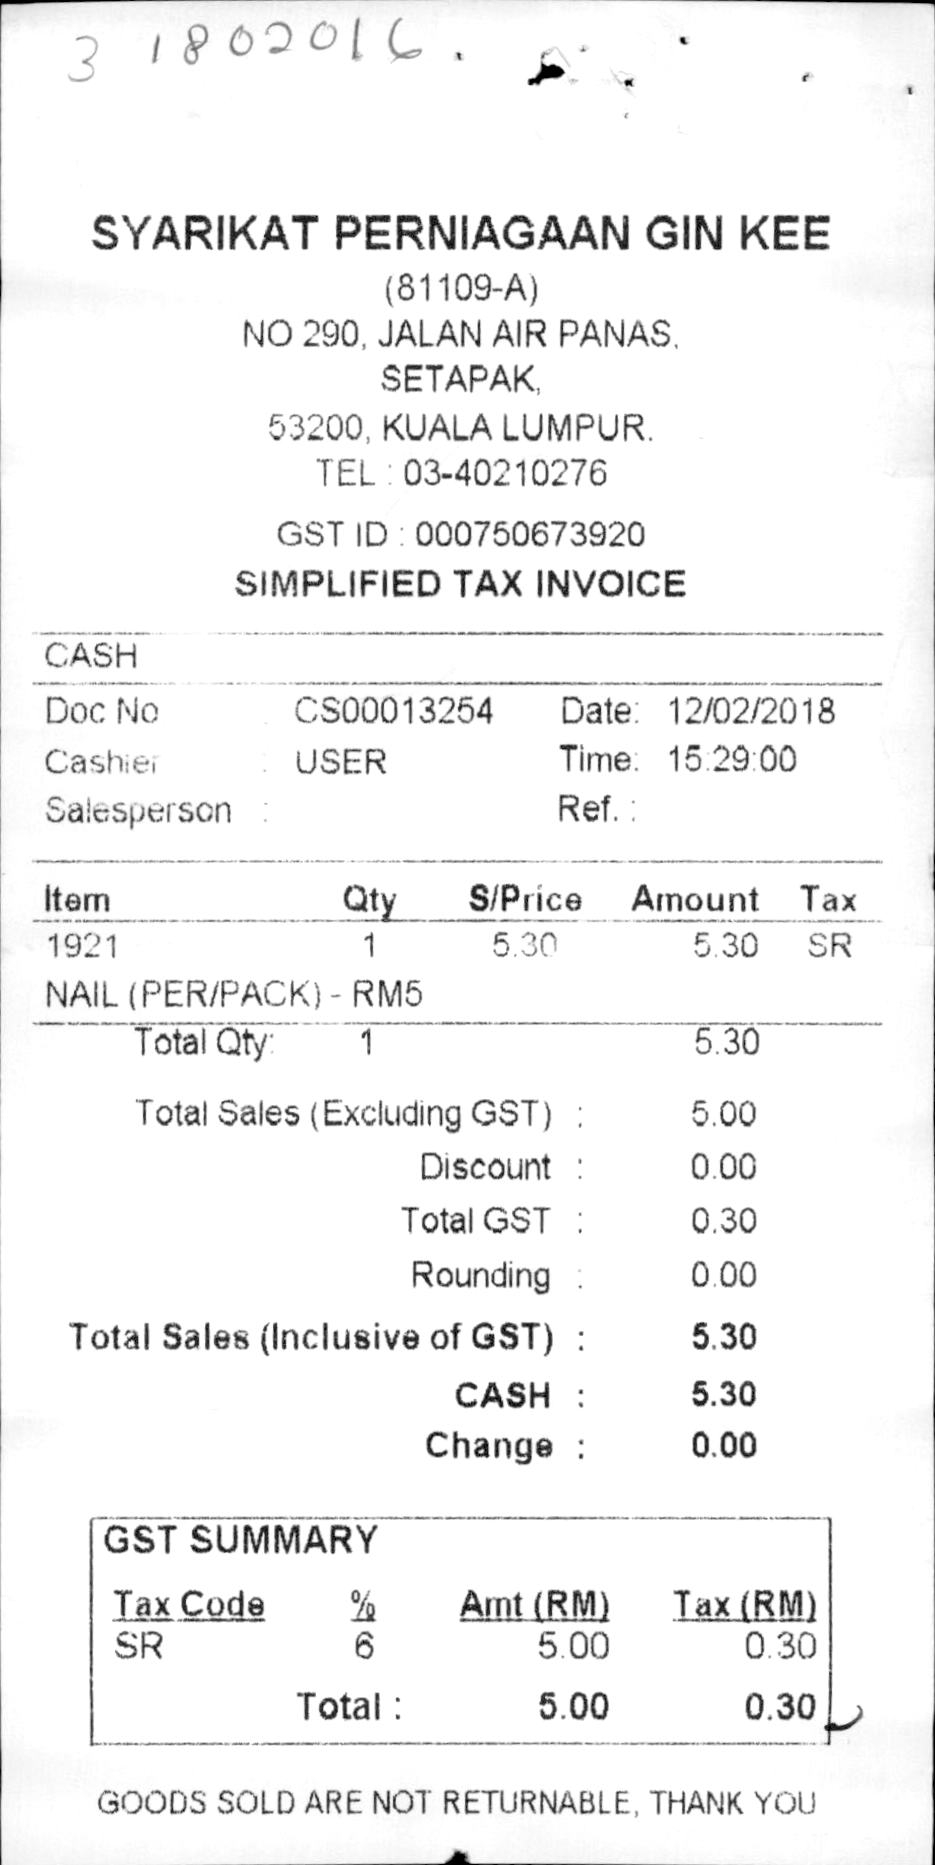 3 1802016.
SYARIKAT PERNIAGAAN GIN KEE
(81109-A)
NO 290, JALAN AIR PANAS,
SETAPAK,
53200, KUALA LUMPUR.
TEL : 03-40210276
GST ID : 000750673920
SIMPLIFIED TAX INVOICE
CASH
Doc No CS00013254 Date: 12/02/2018
Cashier : USER Time: 15:29:00
Salesperson : Ref. :
Item Qty S/Price Amount Tax
1921 1 5.30 5.30 SR
NAIL (PER/PACK) - RM5
Total Qty: 1 5.30
Total Sales (Excluding GST) : 5.00
Discount : 0.00
Total GST : 0.30
Rounding : 0.00
Total Sales (Inclusive of GST) : 5.30
CASH : 5.30
Change : 0.00
GST SUMMARY
Tax Code % Amt (RM) Tax (RM)
SR 6 5.00 0.30
Total : 5.00 0.30
GOODS SOLD ARE NOT RETURNABLE, THANK YOU